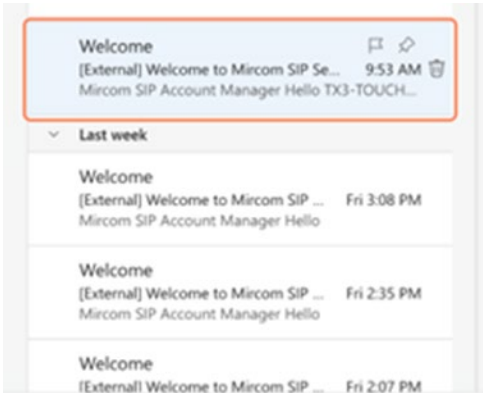 Welcome
[External] Welcome to Mircom SIP Se... 9:53 AM
Mircom SIP Account Manager Hello TX3-TOUCH...
Last week
Welcome
[External] Welcome to Mircom SIP ... Fri 3:08 PM
Mircom SIP Account Manager Hello
Welcome
[External] Welcome to Mircom SIP ... Fri 2:35 PM
Mircom SIP Account Manager Hello
Welcome
[External] Welcome to Mircom SIP ... Fri 2:07 PM